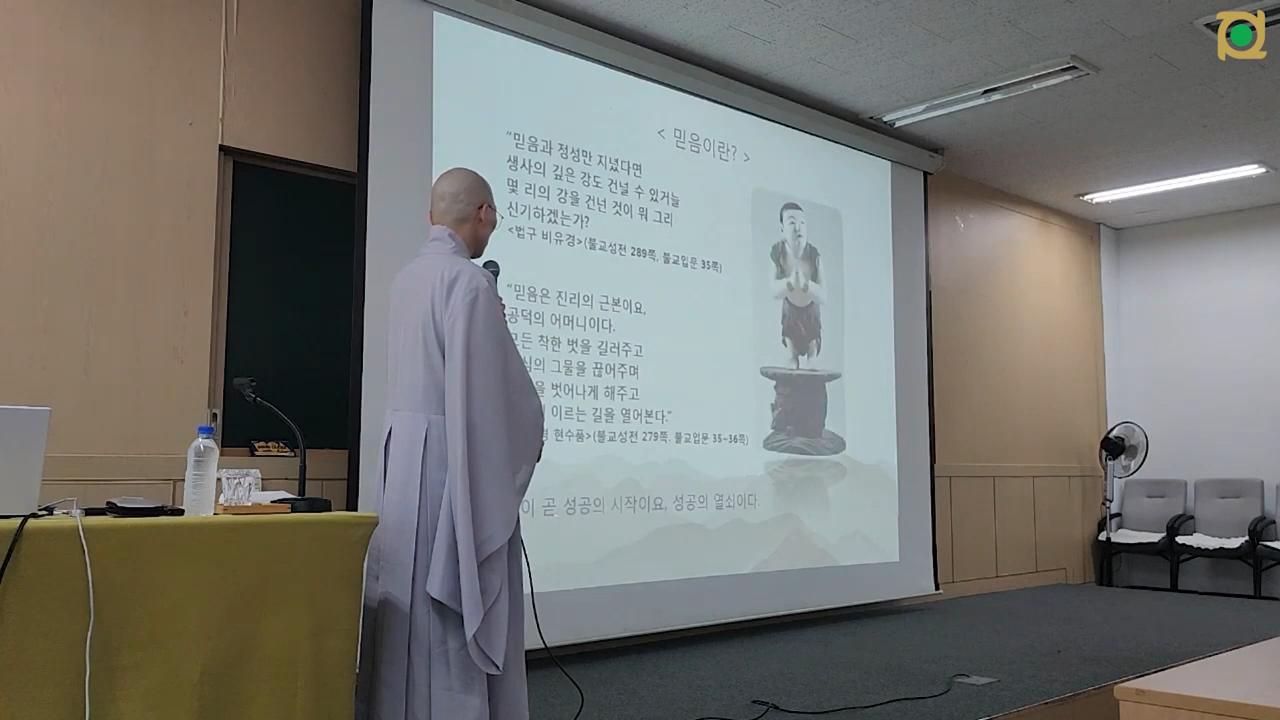 < 믿음이란? >
“믿음과 정성만 지녔다면
생사의 깊은 강도 건널 수 있거늘
몇 리의 강을 건넌 것이 뭐 그리
신기하겠는가?
<법구 비유경>(불교성전 289쪽, 불교입문 35쪽)
“믿음은 진리의 근본이요,
공덕의 어머니이다.
착한 벗을 길러주고
그물을 끊어주며
벗어나게 해주고
이르는 길을 열어본다.”
현수품>(불교성전 279쪽, 불교입문 35~36쪽)
이 곧 성공의 시작이요, 성공의 열쇠이다.